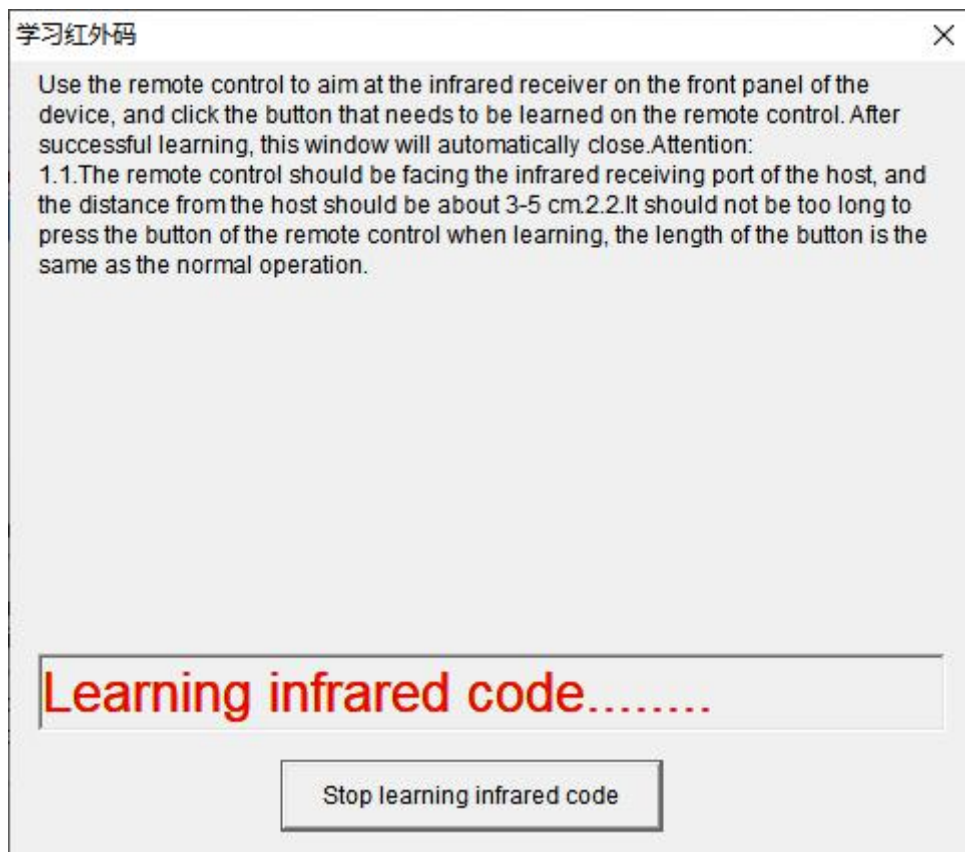 学习红外码
Use the remote control to aim at the infrared receiver on the front panel of the
device, and click the button that needs to be learned on the remote control. After
successful learning, this window will automatically close.Attention:
1.1.The remote control should be facing the infrared receiving port of the host, and
the distance from the host should be about 3-5 cm.2.2.It should not be too long to
press the button of the remote control when learning, the length of the button is the
same as the normal operation.
Learning infrared code........
Stop learning infrared code